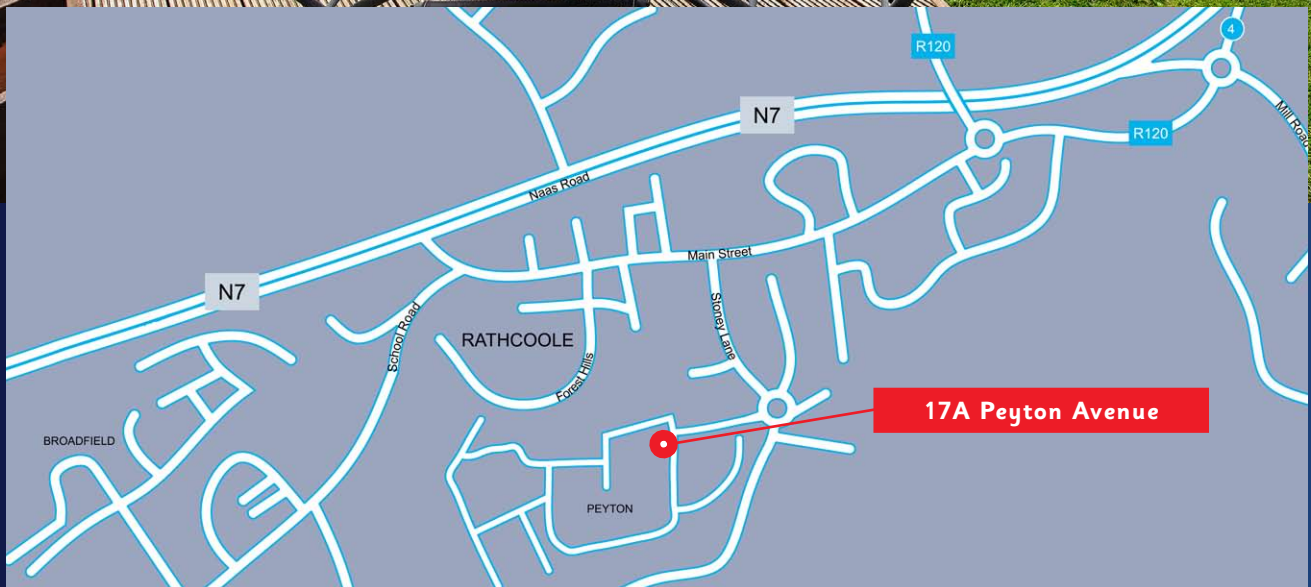 4
R120
N7
R120
Mill Road
Naas Road
Main Street
N7
Stoney Lane
School Road
RATHCOOLE
Forest Hills
17A Peyton Avenue
BROADFIELD
PEYTON